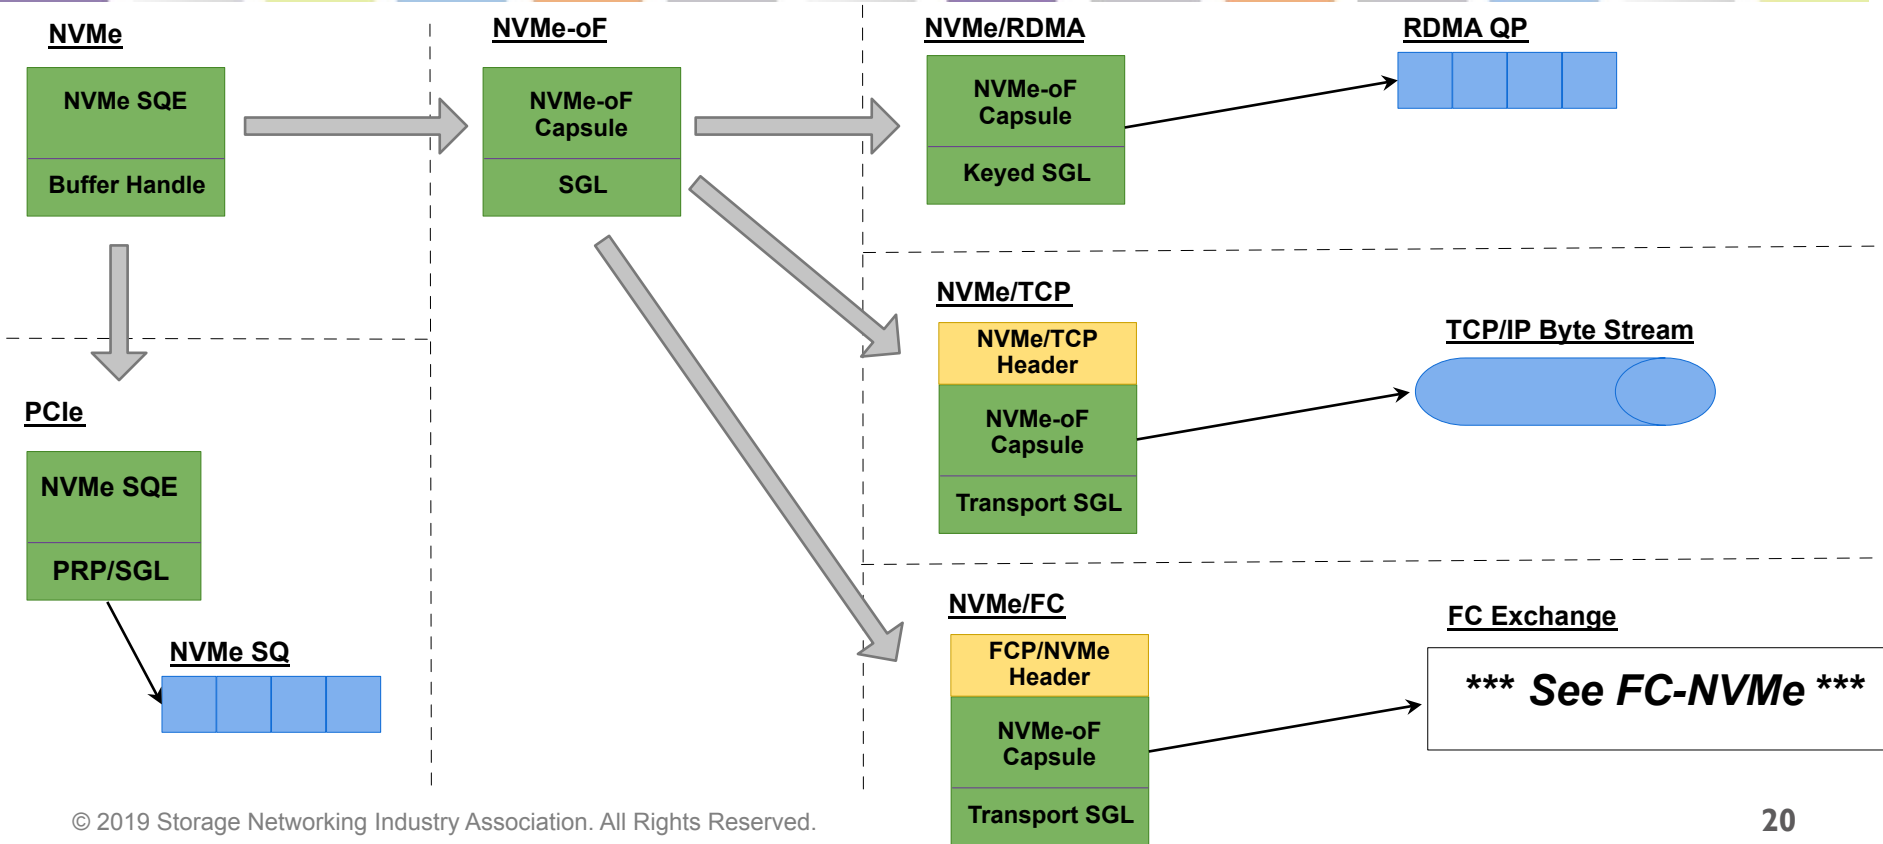 NVMe
NVMe SQE
Buffer Handle
PCIe
NVMe SQE
PRP/SGL
NVMe SQ
NVMe-oF
NVMe-oF
Capsule
SGL
NVMe/RDMA
NVMe-oF
Capsule
Keyed SGL
RDMA QP
NVMe/TCP
NVMe/TCP
Header
NVMe-oF
Capsule
Transport SGL
TCP/IP Byte Stream
NVMe/FC
FCP/NVMe
Header
NVMe-oF
Capsule
Transport SGL
FC Exchange
*** See FC-NVMe ***
© 2019 Storage Networking Industry Association. All Rights Reserved.
20